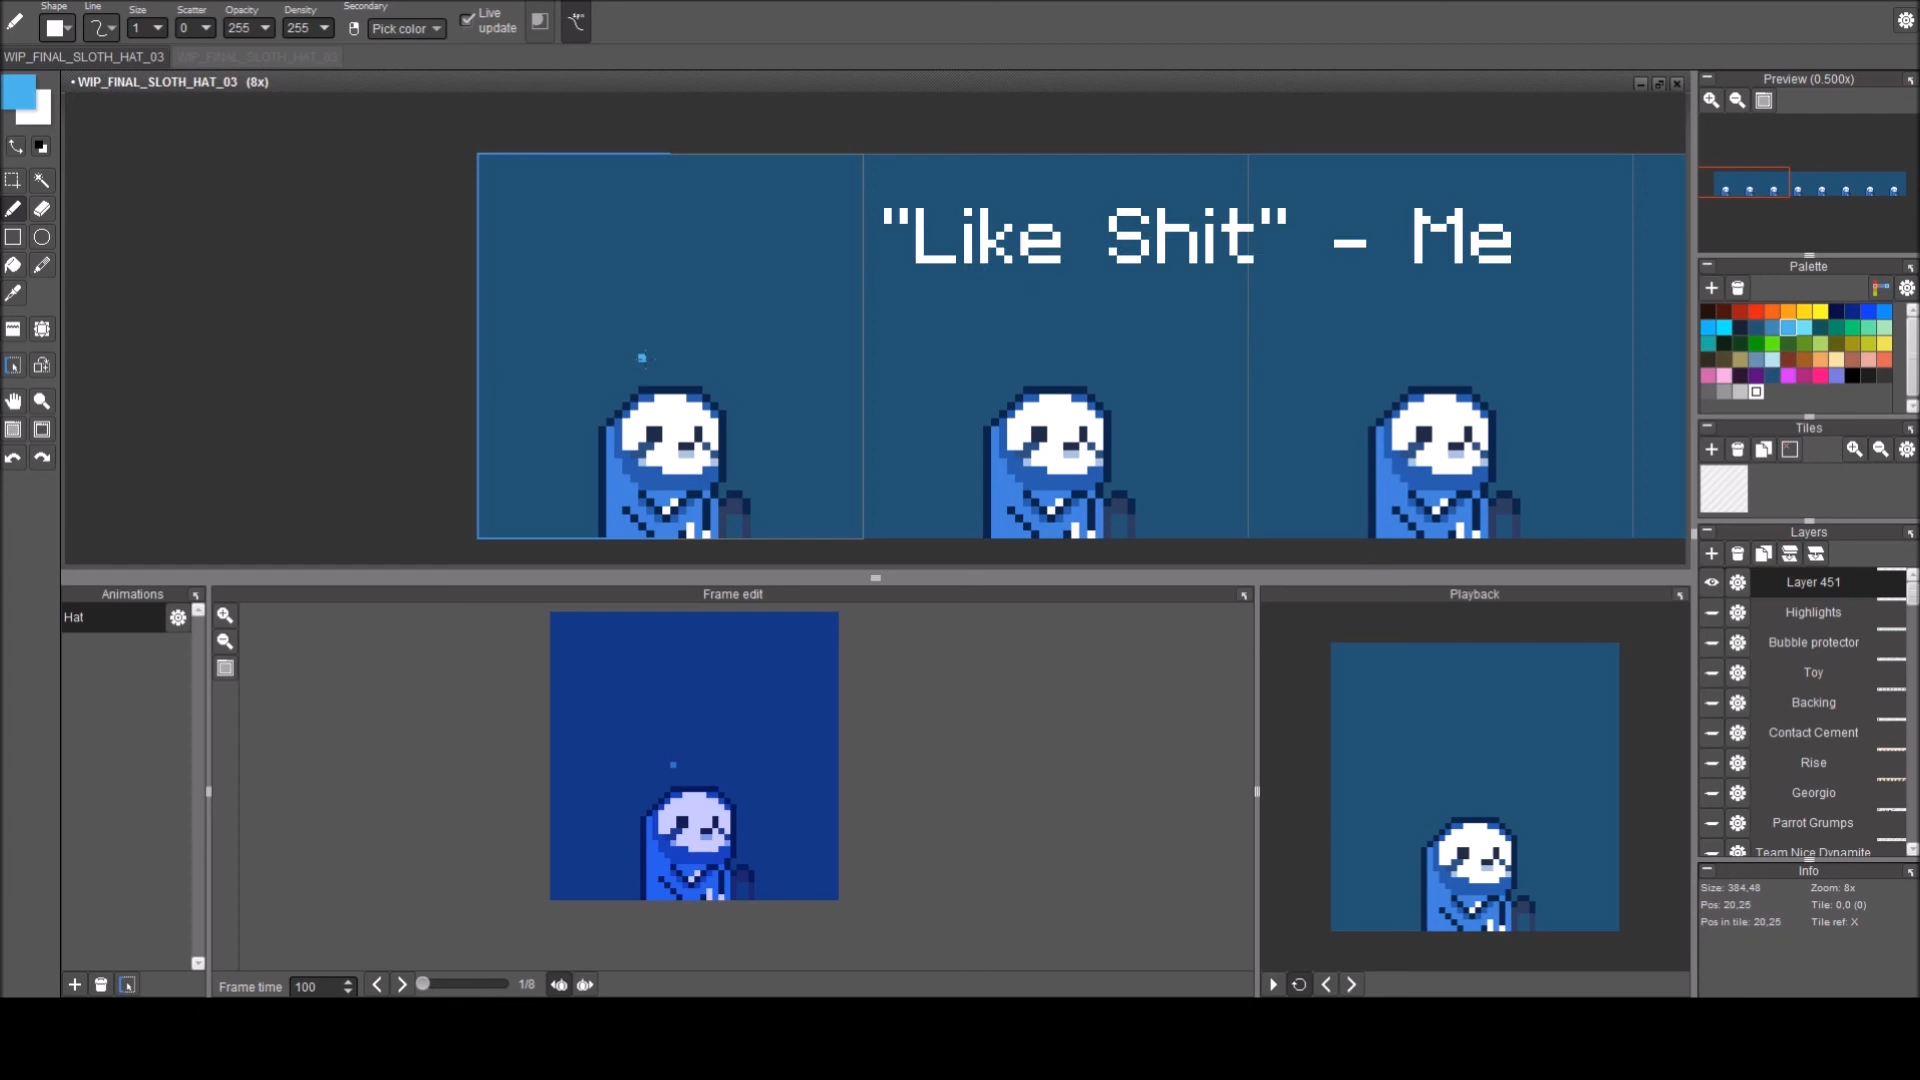 Shape Line Size Scatter Opacity Density Secondary
1 0 255 255 Pick color Live update
WIP_FINAL_SLOTH_HAT_03 WIP_FINAL_SLOTH_HAT_03
• WIP_FINAL_SLOTH_HAT_03 (8x)
"Like Shit" - Me
Preview (0.500x)
Palette
Tiles
Layers
Layer 451
Highlights
Bubble protector
Toy
Backing
Contact Cement
Rise
Georgio
Parrot Grumps
Team Nice Dynamite
Info
Size: 384,48 Zoom: 8x
Pos: 20,25 Tile: 0,0 (0)
Pos in tile: 20,25 Tile ref: X
Animations
Hat
Frame edit
Frame time 100 1/8
Playback